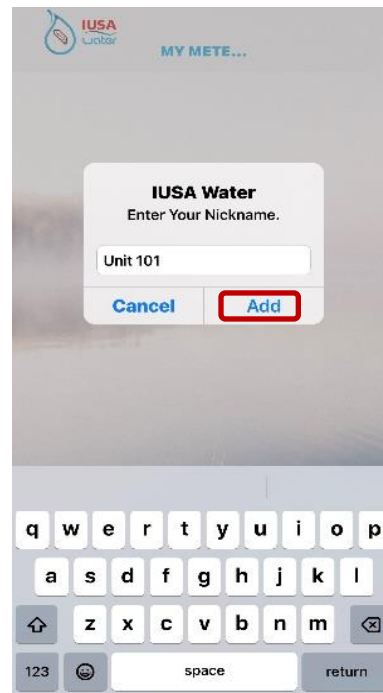 IUSA
water
MY METE...
IUSA Water
Enter Your Nickname.
Unit 101
Cancel Add
q w e r t y u i o p
a s d f g h j k l
z x c v b n m
123 space return